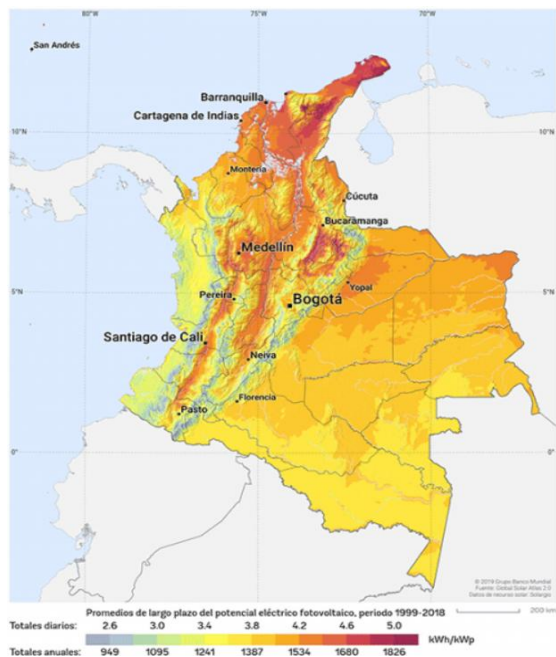 80°W
75°W
70°W
San Andrés
Barranquilla
Cartagena de Indias
10°N
10°N
Montería
Cúcuta
Bucaramanga
Medellín
Pereira
Yopal
5°N
5°N
Bogotá
Santiago de Cali
Neiva
Florencia
Pasto
0°
0°
© 2019 Grupo Banco Mundial
Fuente: Global Solar Atlas 2.0
Datos de recurso solar: Solargis
Promedios de largo plazo del potencial eléctrico fotovoltaico, periodo 1999-2018
200 km
Totales diarios: 2.6 3.0 3.4 3.8 4.2 4.6 5.0
kWh/kWp
Totales anuales: 949 1095 1241 1387 1534 1680 1826